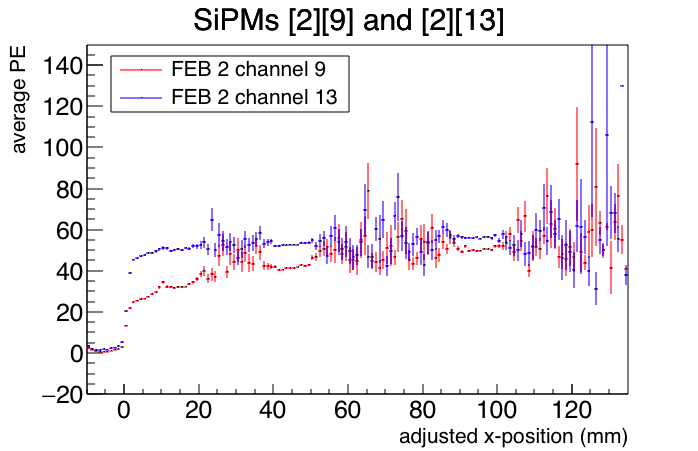 SiPMs [2][9] and [2][13]
average PE
FEB 2 channel 9
FEB 2 channel 13
140
120
100
80
60
40
20
0
−20
0 20 40 60 80 100 120
adjusted x-position (mm)